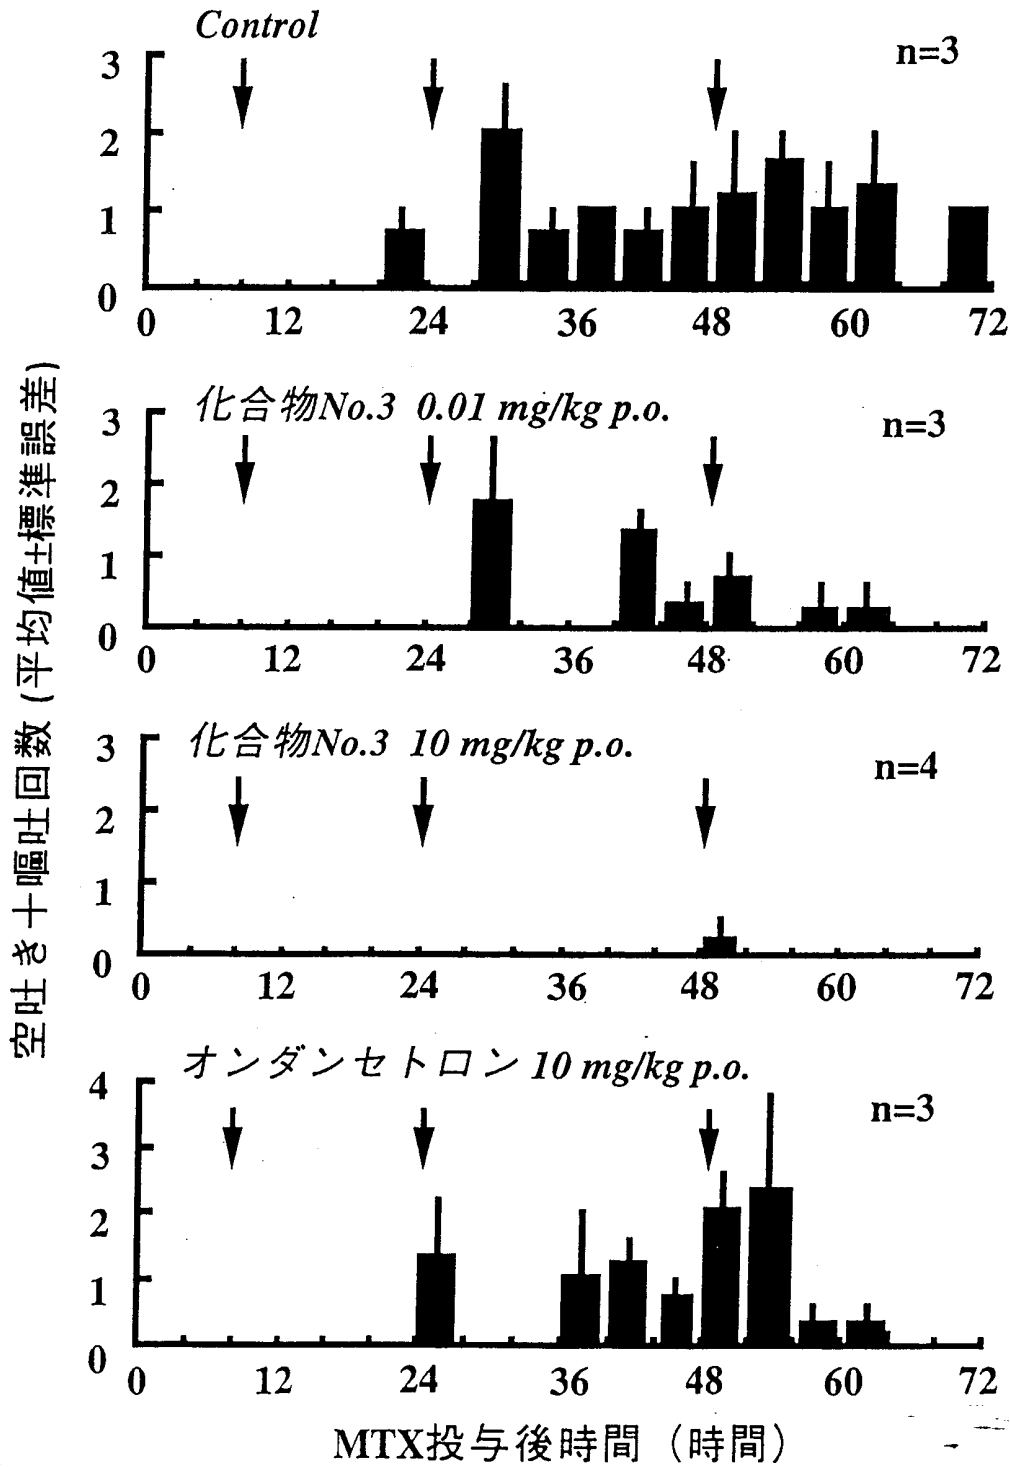 Control
n=3
3
2
1
0
0 12 24 36 48 60 72
空吐き+嘔吐回数 (平均値±標準誤差)
化合物No.3 0.01 mg/kg p.o.
n=3
3
2
1
0
0 12 24 36 48 60 72
化合物No.3 10 mg/kg p.o.
n=4
3
2
1
0
0 12 24 36 48 60 72
オンダンセトロン 10 mg/kg p.o.
n=3
4
3
2
1
0
0 12 24 36 48 60 72
MTX投与後時間 (時間)